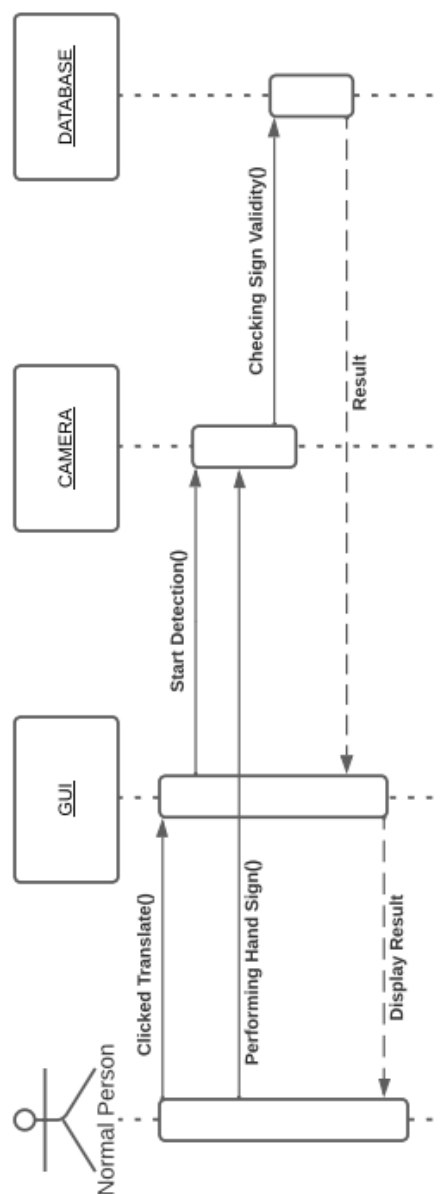 Normal Person
GUI
CAMERA
DATABASE
Clicked Translate()
Start Detection()
Performing Hand Sign()
Checking Sign Validity()
Result
Display Result